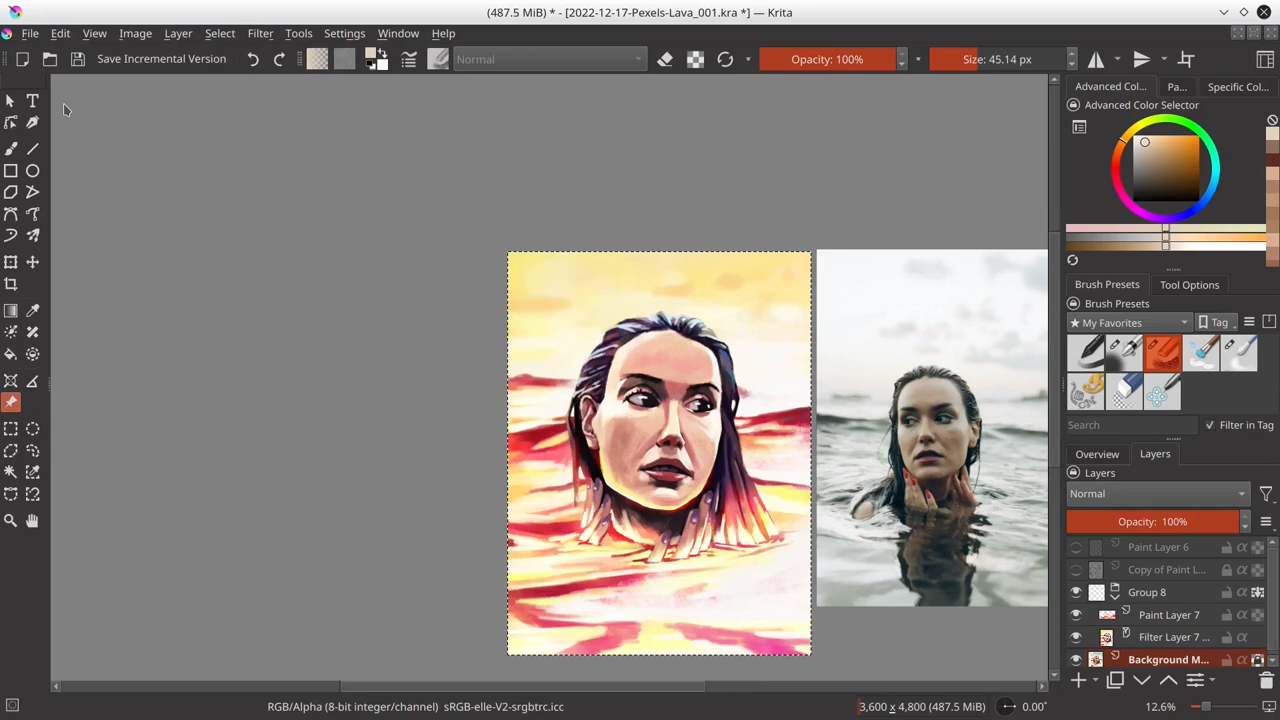 (487.5 MiB) * - [2022-12-17-Pexels-Lava_001.kra *] — Krita
File Edit View Image Layer Select Filter Tools Settings Window Help
Save Incremental Version Normal Opacity: 100% Size: 45.14 px
Advanced Col... Pa... Specific Col...
Advanced Color Selector
Brush Presets Tool Options
Brush Presets
★ My Favorites Tag
Search Filter in Tag
Overview Layers
Layers
Normal
Opacity: 100%
Paint Layer 6
Copy of Paint L...
Group 8
Paint Layer 7
Filter Layer 7 ...
Background M...
RGB/Alpha (8-bit integer/channel) sRGB-elle-V2-srgbtrc.icc 3,600 x 4,800 (487.5 MiB) 0.00° 12.6%